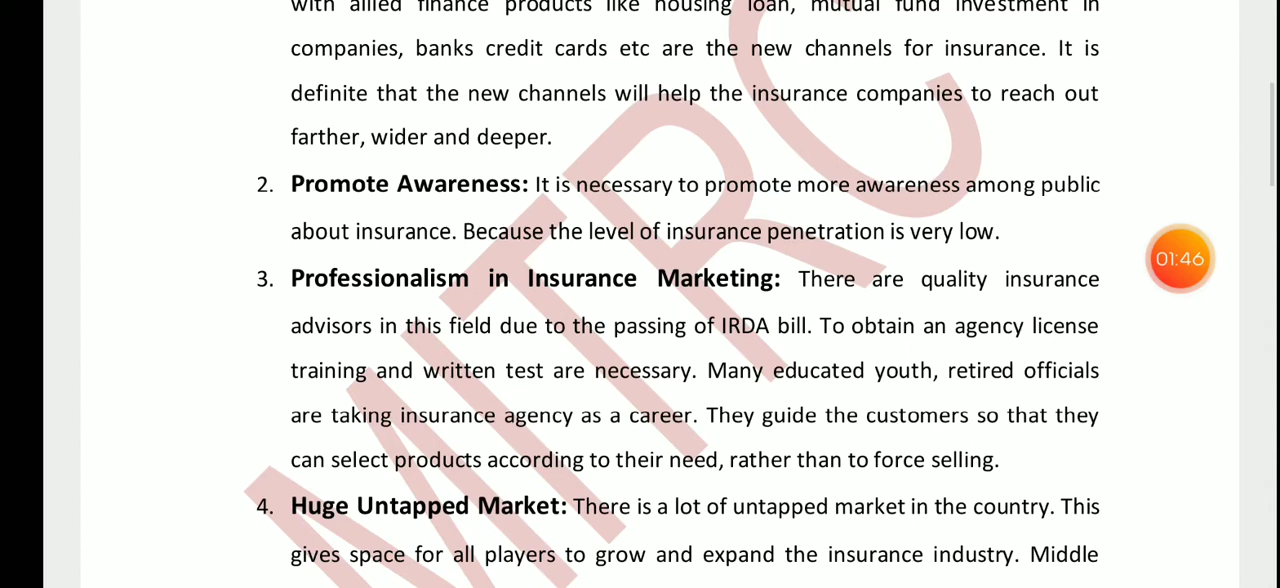 with allied finance products like housing loan, mutual fund investment in
companies, banks credit cards etc are the new channels for insurance. It is
definite that the new channels will help the insurance companies to reach out
farther, wider and deeper.
2. Promote Awareness: It is necessary to promote more awareness among public
about insurance. Because the level of insurance penetration is very low.
3. Professionalism in Insurance Marketing: There are quality insurance
advisors in this field due to the passing of IRDA bill. To obtain an agency license
training and written test are necessary. Many educated youth, retired officials
are taking insurance agency as a career. They guide the customers so that they
can select products according to their need, rather than to force selling.
4. Huge Untapped Market: There is a lot of untapped market in the country. This
gives space for all players to grow and expand the insurance industry. Middle
MTRC
01:46